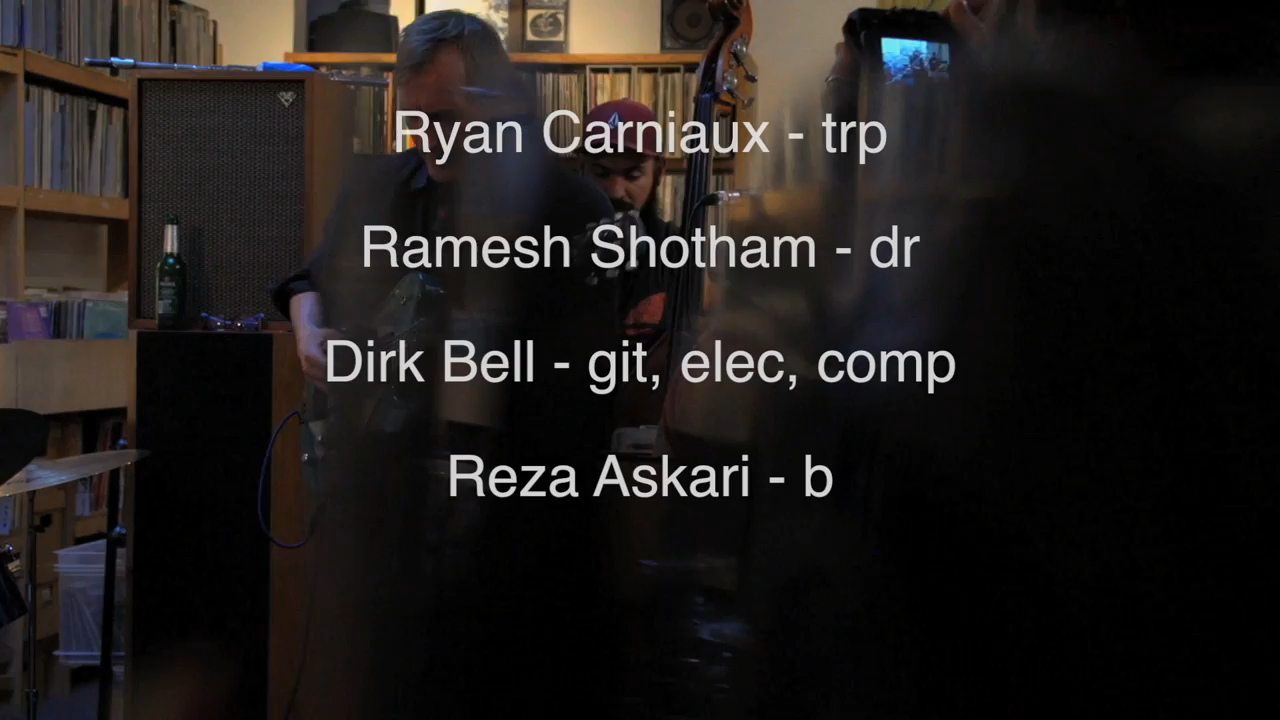 Ryan Carniaux - trp
Ramesh Shotham - dr
Dirk Bell - git, elec, comp
Reza Askari - b